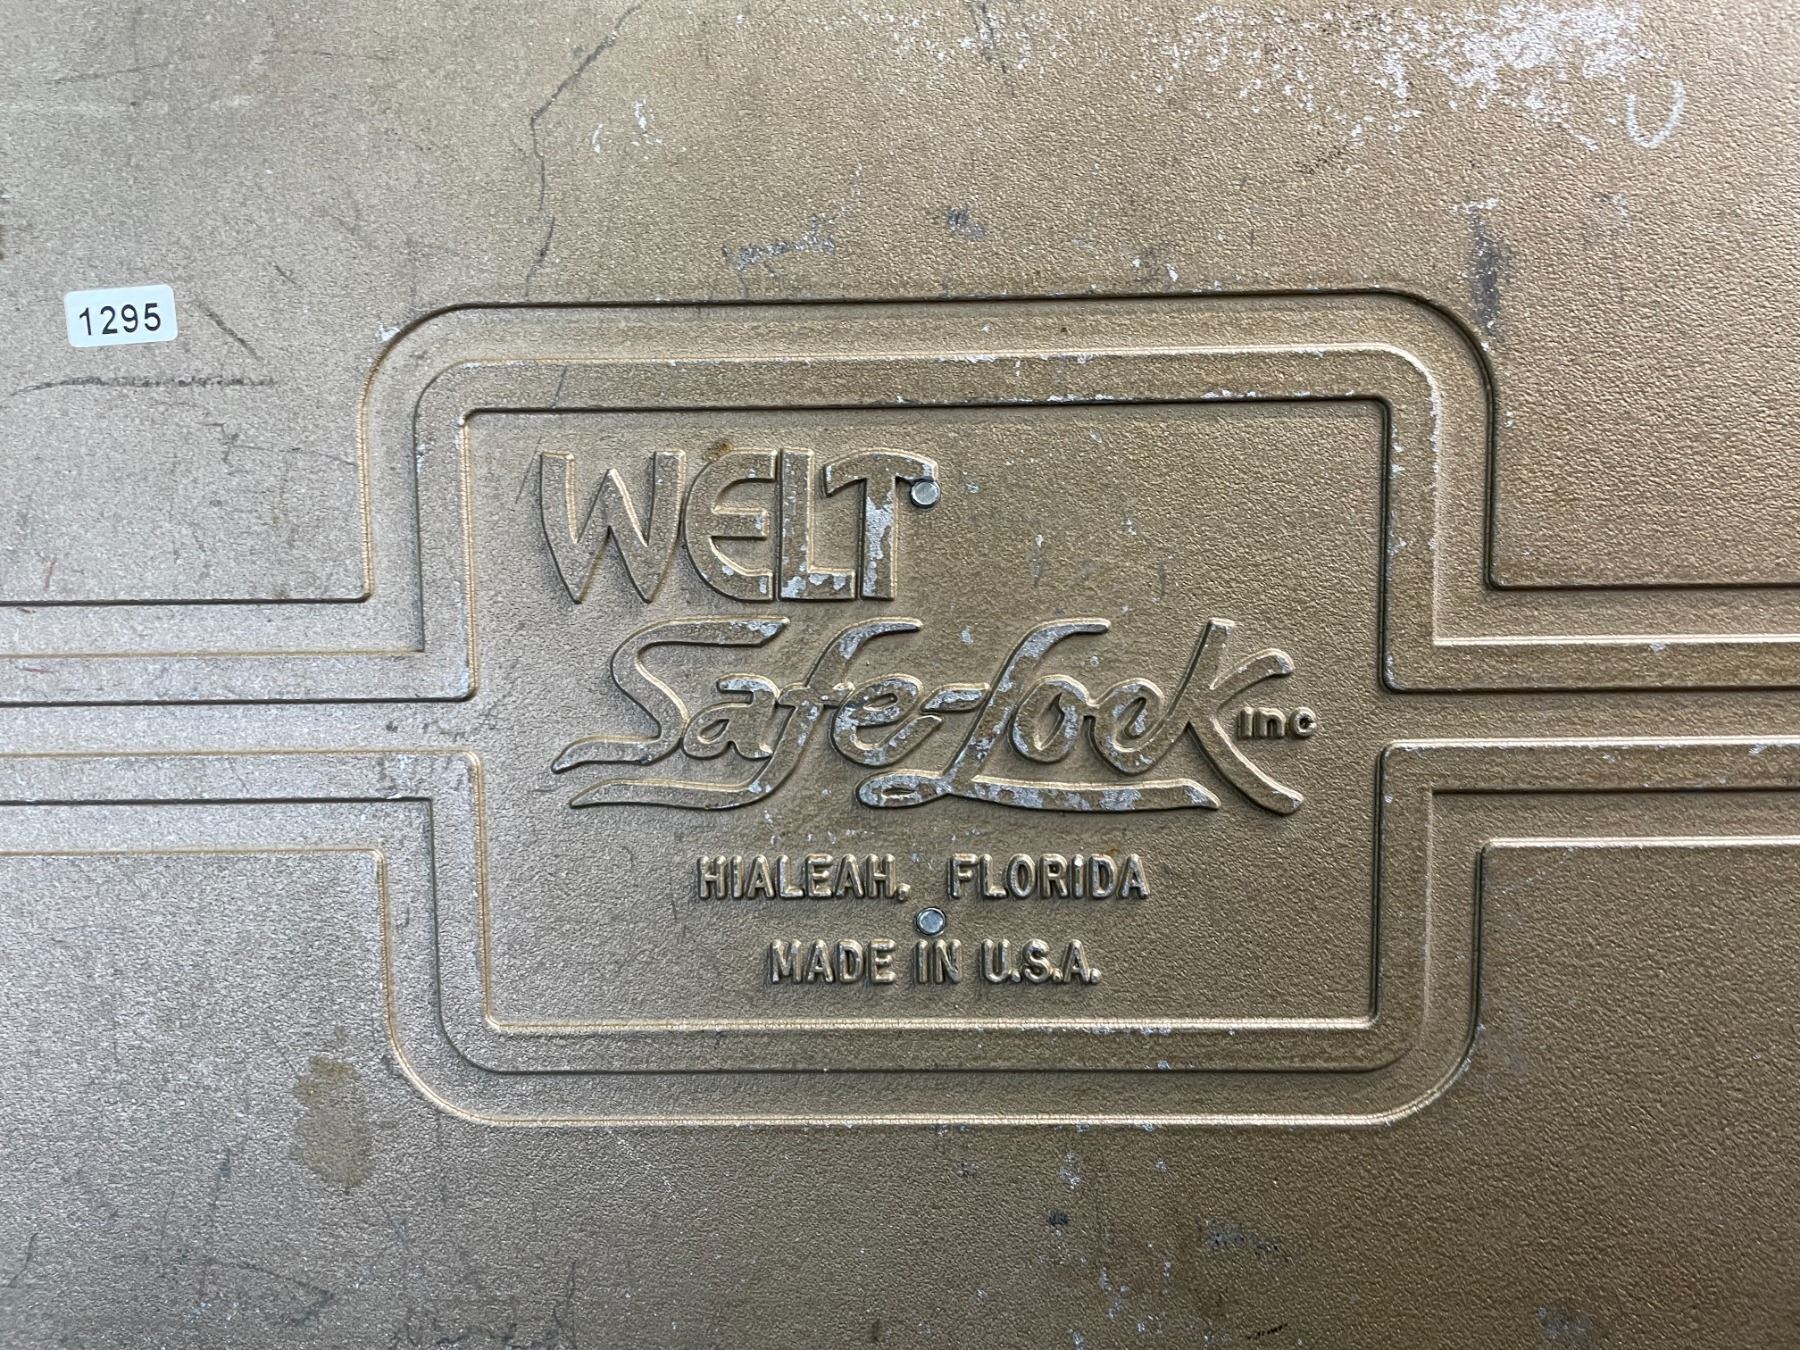 1295
WELT
Safe-Lock inc
HIALEAH, FLORIDA
MADE IN U.S.A.